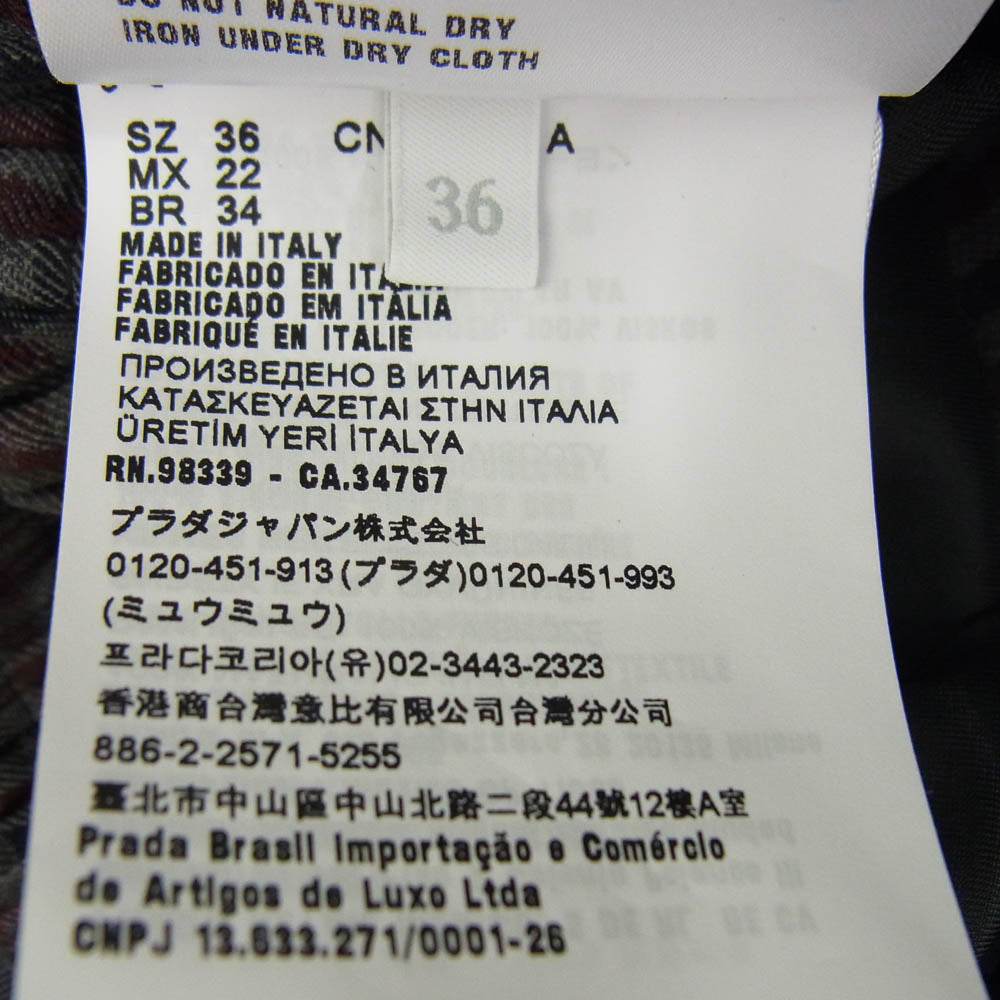 DO NOT NATURAL DRY
IRON UNDER DRY CLOTH
SZ 36 CN A
MX 22
BR 34
36
MADE IN ITALY
FABRICADO EN
FABRICADO EM ITÁLIA
FABRIQUÉ EN ITALIE
ПРОИЗВЕДЕНО В ИТАЛИЯ
ΚΑΤΑΣΚΕΥΑΖΕΤΑΙ ΣΤΗΝ ΙΤΑΛΙΑ
ÜRETİM YERİ İTALYA
RN.98339 - CA.34767
プラダジャパン株式会社
0120-451-913(プラダ)0120-451-993
(ミュウミュウ)
프라다코리아(유)02-3443-2323
香港商台灣意比有限公司台灣分公司
886-2-2571-5255
臺北市中山區中山北路二段44號12樓A室
Prada Brasil Importação e Comércio
de Artigos de Luxo Ltda
CNPJ 13.633.271/0001-26